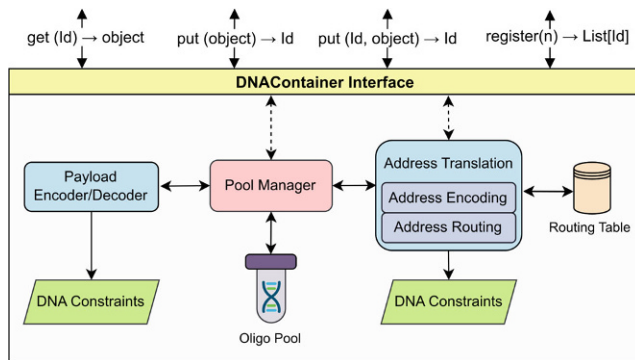 get (Id) → object
put (object) → Id
put (Id, object) → Id
register(n) → List[Id]
DNAContainer Interface
Payload
Encoder/Decoder
Pool Manager
Address Translation
Address Encoding
Address Routing
Routing Table
DNA Constraints
Oligo Pool
DNA Constraints